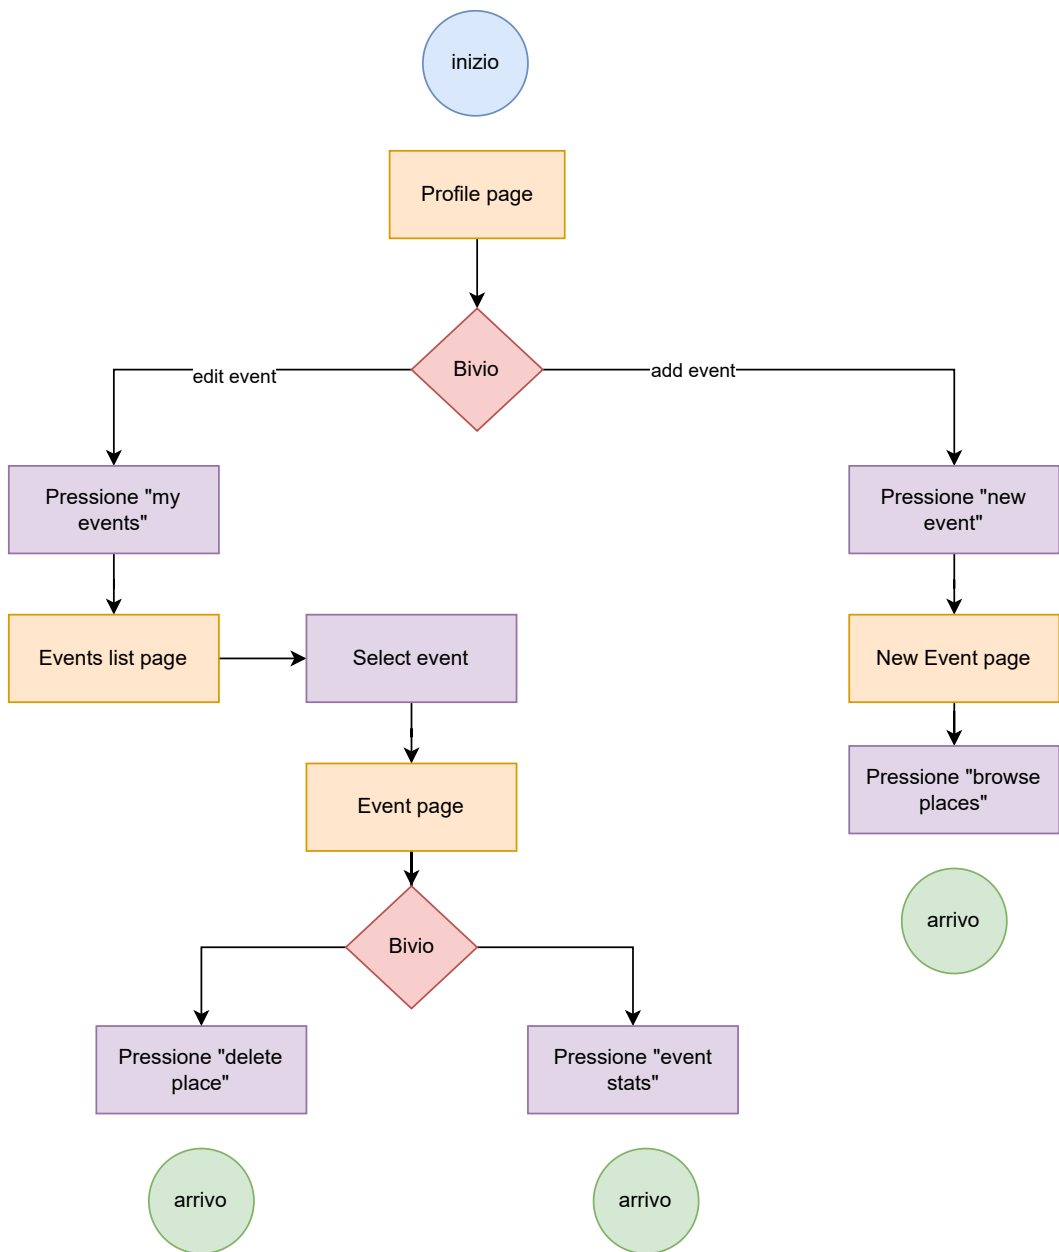 inizio
Profile page
Bivio
edit event
add event
Pressione "my
events"
Pressione "new
event"
Events list page
Select event
New Event page
Event page
Pressione "browse
places"
Bivio
arrivo
Pressione "delete
place"
Pressione "event
stats"
arrivo
arrivo